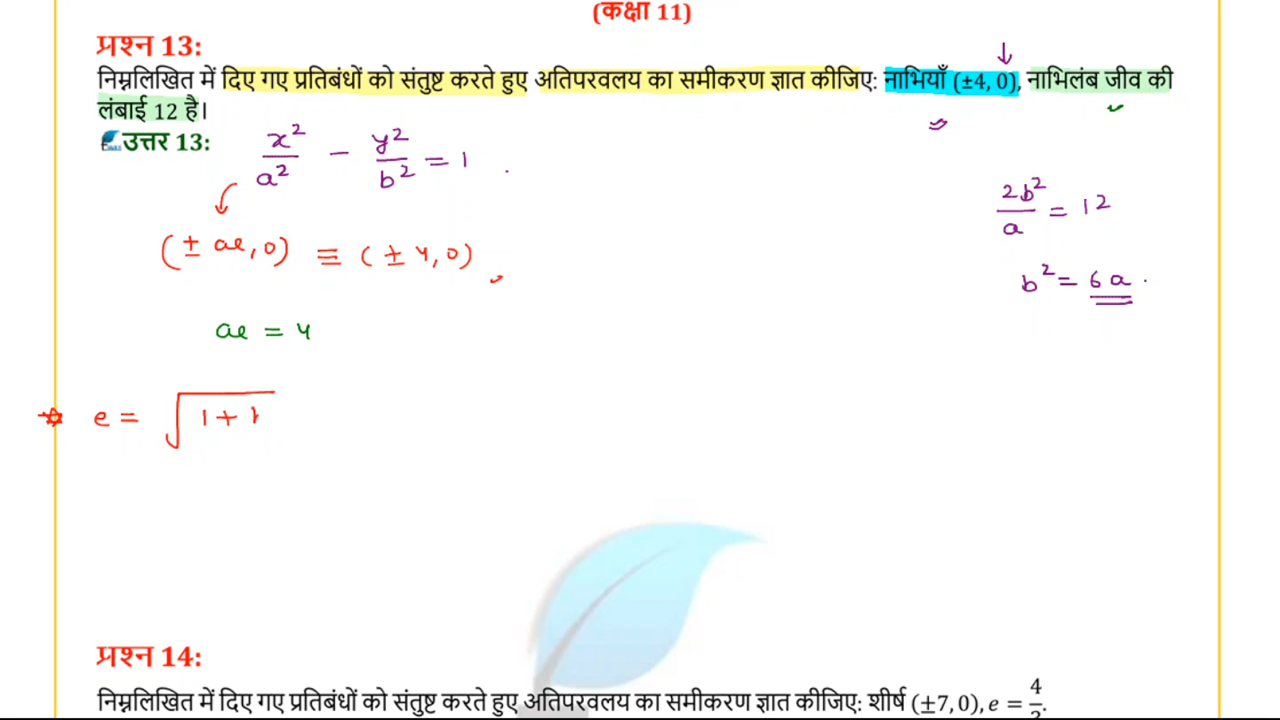 (कक्षा 11)
प्रश्न 13:
निम्नलिखित में दिए गए प्रतिबंधों को संतुष्ट करते हुए अतिपरवलय का समीकरण ज्ञात कीजिए: नाभियाँ (±4, 0), नाभिलंब जीव की
लंबाई 12 है।
उत्तर 13:
x²/a² - y²/b² = 1
2b²/a = 12
(± ae, 0) ≡ (± 4, 0)
b² = 6a
ae = 4
e = √(1 + 1
प्रश्न 14:
निम्नलिखित में दिए गए प्रतिबंधों को संतुष्ट करते हुए अतिपरवलय का समीकरण ज्ञात कीजिए: शीर्ष (±7, 0), e = 4/3.